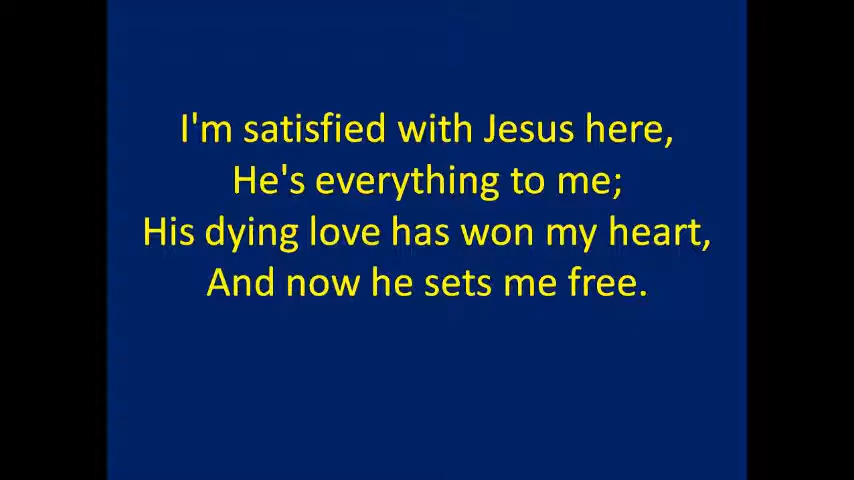 I'm satisfied with Jesus here,
He's everything to me;
His dying love has won my heart,
And now he sets me free.